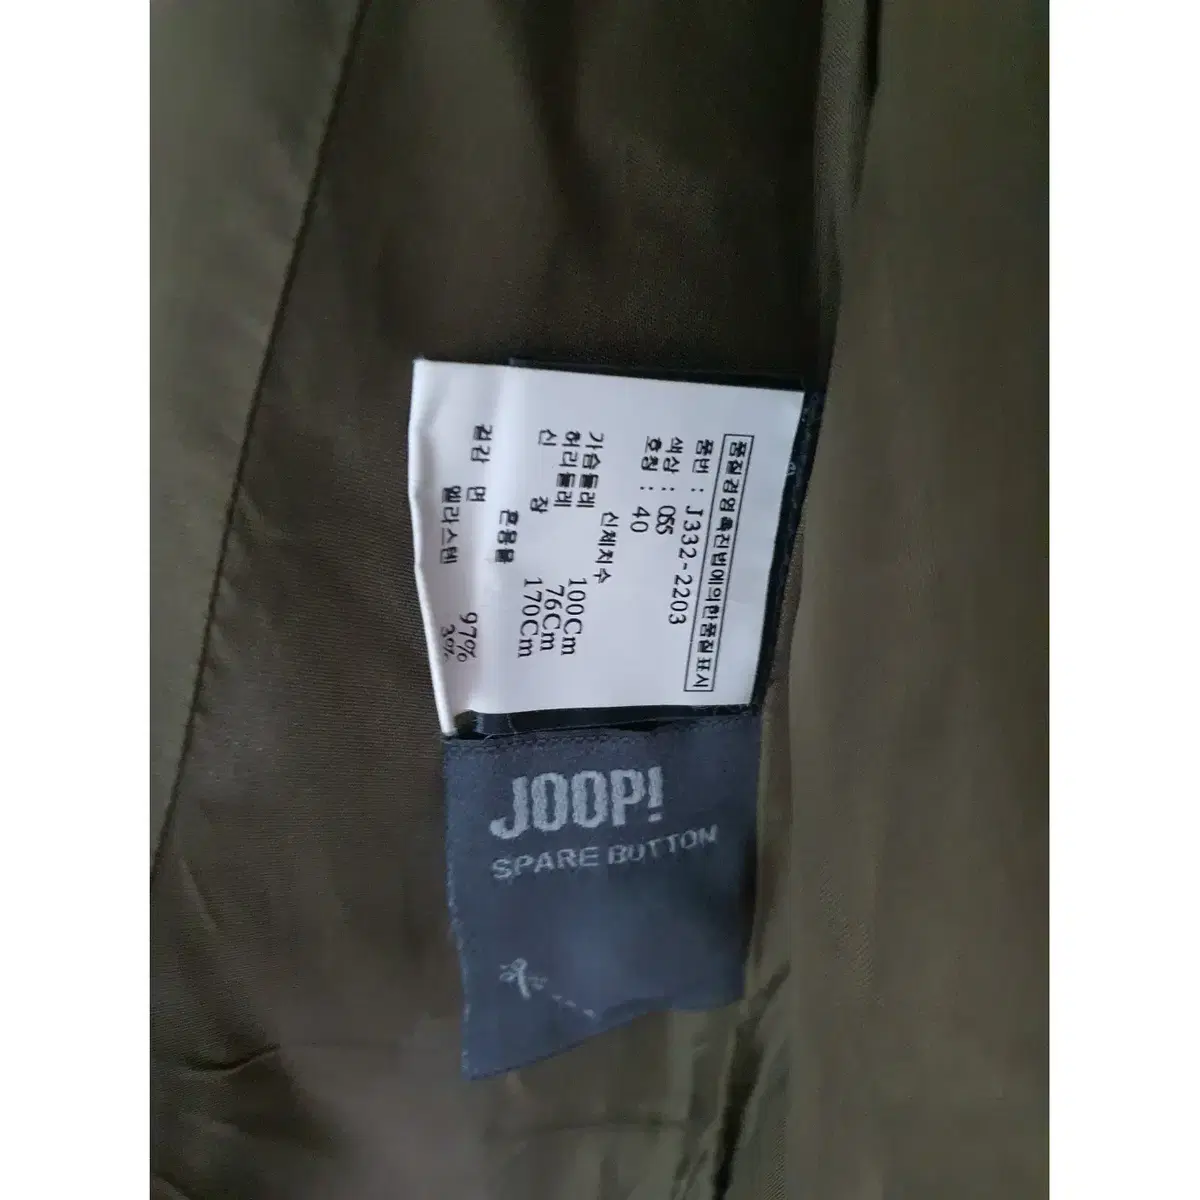 품질경영 촉진법에의한품질표시
품번 : J332-2203
색상 : 055
호칭 : 40
신체치수
가슴둘레 100Cm
허리둘레 76Cm
신 장 170Cm
혼용율
겉감 면 97%
엘라스텐 3%
JOOP!
SPARE BUTTON